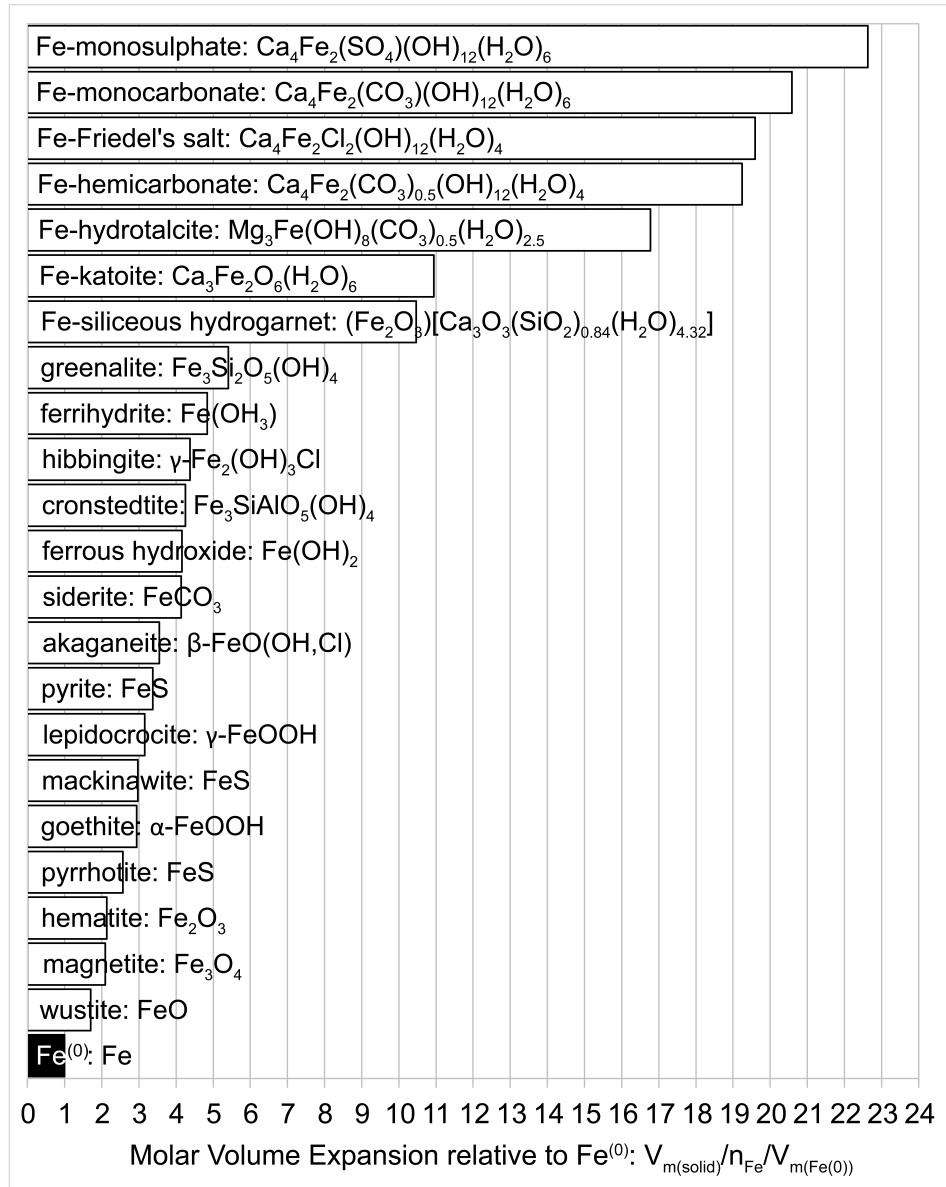 Fe-monosulphate: Ca₄Fe₂(SO₄)(OH)₁₂(H₂O)₆
Fe-monocarbonate: Ca₄Fe₂(CO₃)(OH)₁₂(H₂O)₆
Fe-Friedel's salt: Ca₄Fe₂Cl₂(OH)₁₂(H₂O)₄
Fe-hemicarbonate: Ca₄Fe₂(CO₃)₀.₅(OH)₁₂(H₂O)₄
Fe-hydrotalcite: Mg₃Fe(OH)₈(CO₃)₀.₅(H₂O)₂.₅
Fe-katoite: Ca₃Fe₂O₆(H₂O)₆
Fe-siliceous hydrogarnet: (Fe₂O₃)[Ca₃O₃(SiO₂)₀.₈₄(H₂O)₄.₃₂]
greenalite: Fe₃Si₂O₅(OH)₄
ferrihydrite: Fe(OH₃)
hibbingite: γ-Fe₂(OH)₃Cl
cronstedtite: Fe₃SiAlO₅(OH)₄
ferrous hydroxide: Fe(OH)₂
siderite: FeCO₃
akaganeite: β-FeO(OH,Cl)
pyrite: FeS
lepidocrocite: γ-FeOOH
mackinawite: FeS
goethite: α-FeOOH
pyrrhotite: FeS
hematite: Fe₂O₃
magnetite: Fe₃O₄
wustite: FeO
Fe⁽⁰⁾: Fe
0 1 2 3 4 5 6 7 8 9 10 11 12 13 14 15 16 17 18 19 20 21 22 23 24
Molar Volume Expansion relative to Fe⁽⁰⁾: Vm(solid)/nFe/Vm(Fe(0))